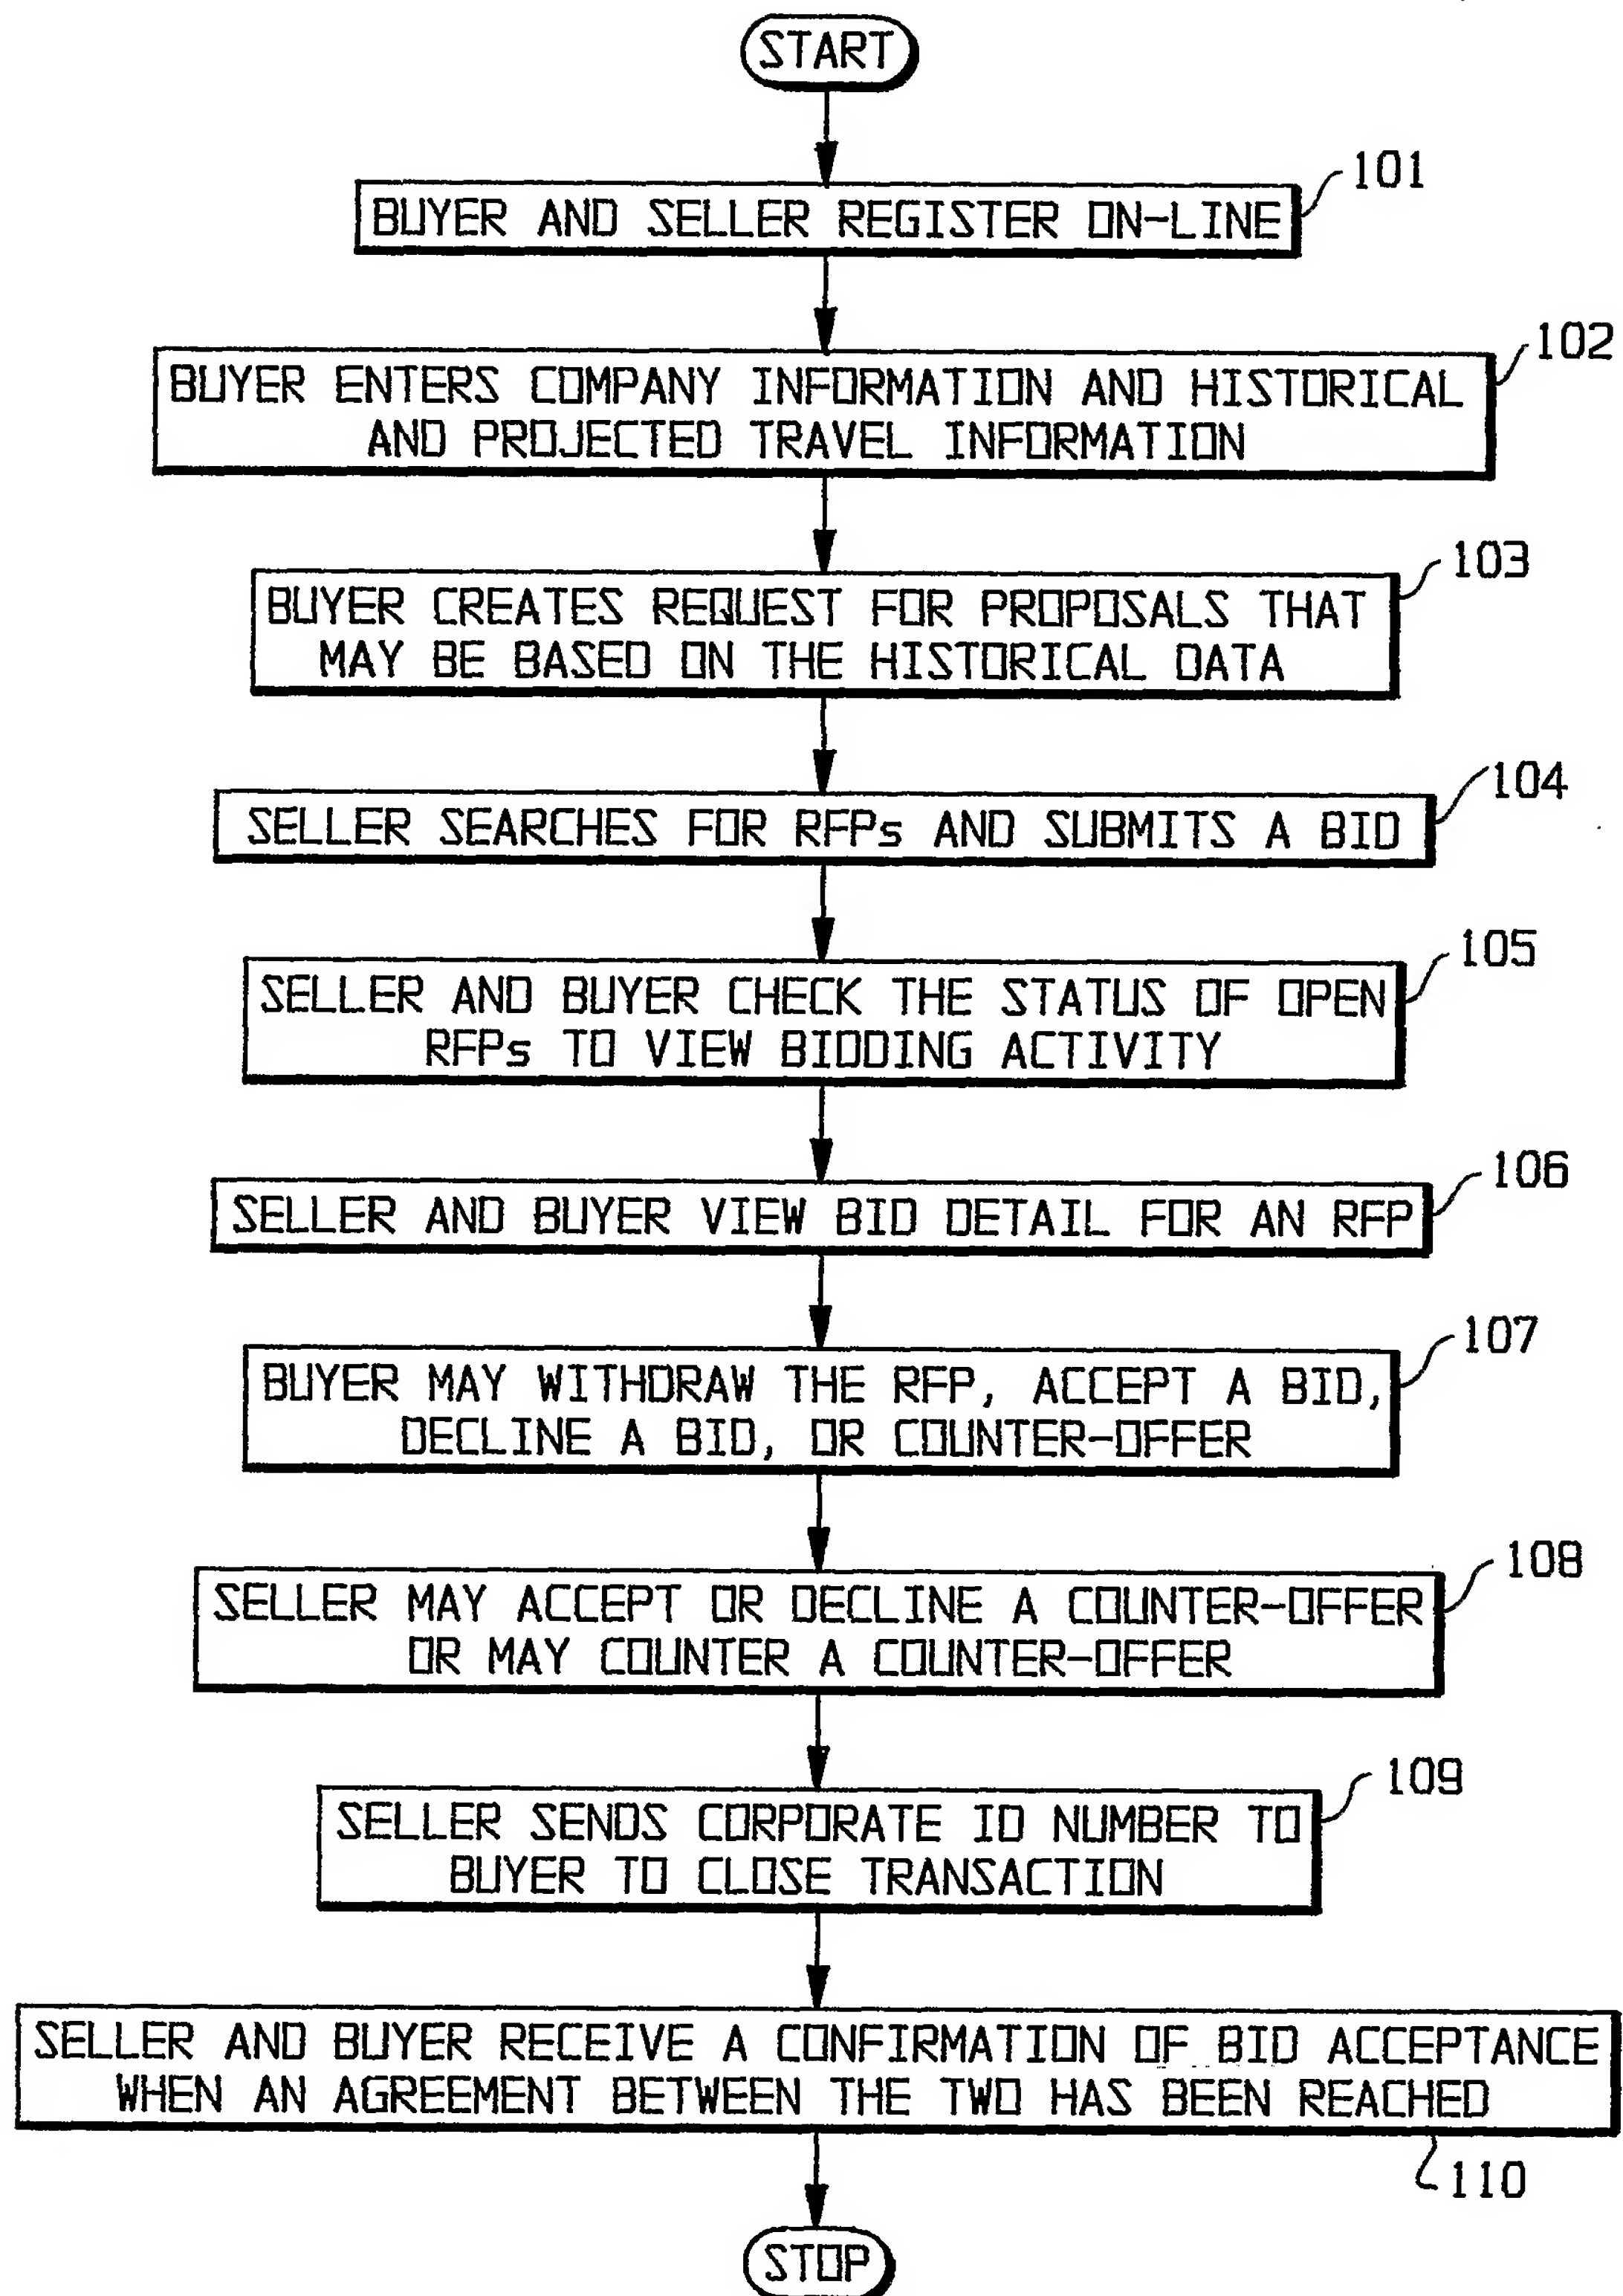 START
101
BUYER AND SELLER REGISTER ON-LINE
102
BUYER ENTERS COMPANY INFORMATION AND HISTORICAL
AND PROJECTED TRAVEL INFORMATION
103
BUYER CREATES REQUEST FOR PROPOSALS THAT
MAY BE BASED ON THE HISTORICAL DATA
104
SELLER SEARCHES FOR RFPs AND SUBMITS A BID
105
SELLER AND BUYER CHECK THE STATUS OF OPEN
RFPs TO VIEW BIDDING ACTIVITY
106
SELLER AND BUYER VIEW BID DETAIL FOR AN RFP
107
BUYER MAY WITHDRAW THE RFP, ACCEPT A BID,
DECLINE A BID, OR COUNTER-OFFER
108
SELLER MAY ACCEPT OR DECLINE A COUNTER-OFFER
OR MAY COUNTER A COUNTER-OFFER
109
SELLER SENDS CORPORATE ID NUMBER TO
BUYER TO CLOSE TRANSACTION
SELLER AND BUYER RECEIVE A CONFIRMATION OF BID ACCEPTANCE
WHEN AN AGREEMENT BETWEEN THE TWO HAS BEEN REACHED
110
STOP